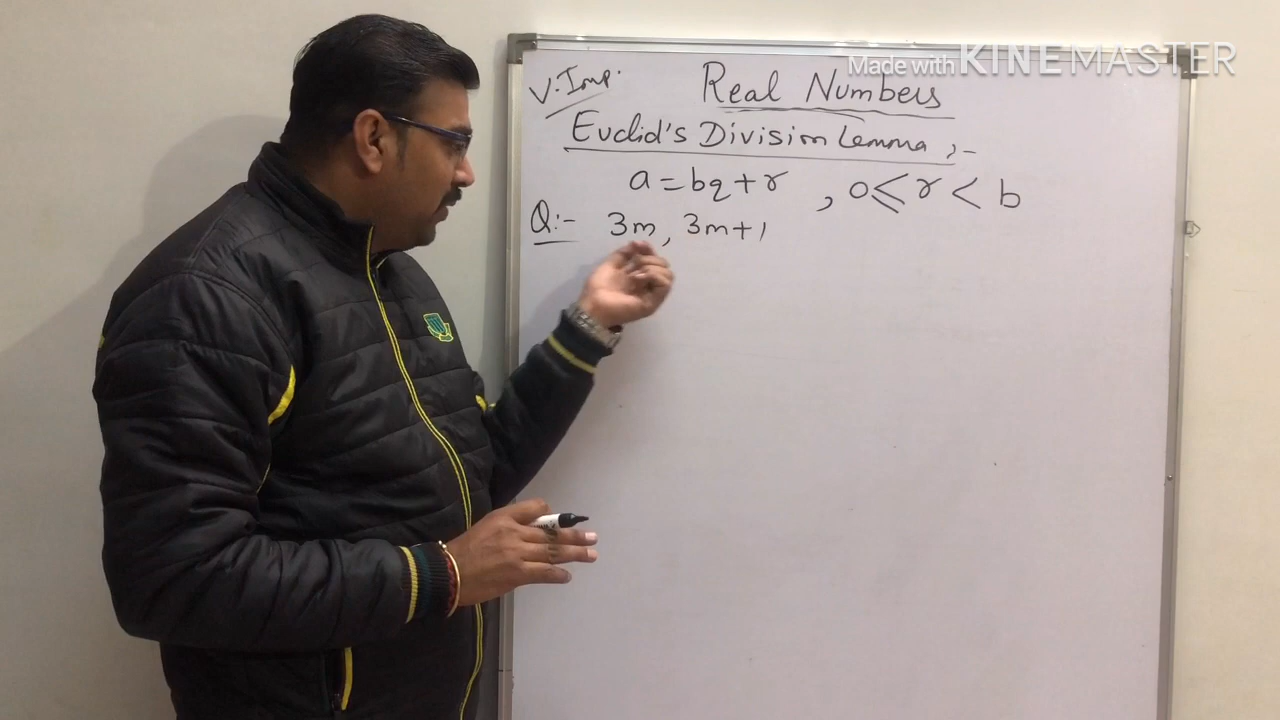 Made with KINEMASTER
V. Imp.
Real Numbers
Euclid's Division Lemma :-
a = bq + r , 0 ≤ r < b
Q:- 3m, 3m+1